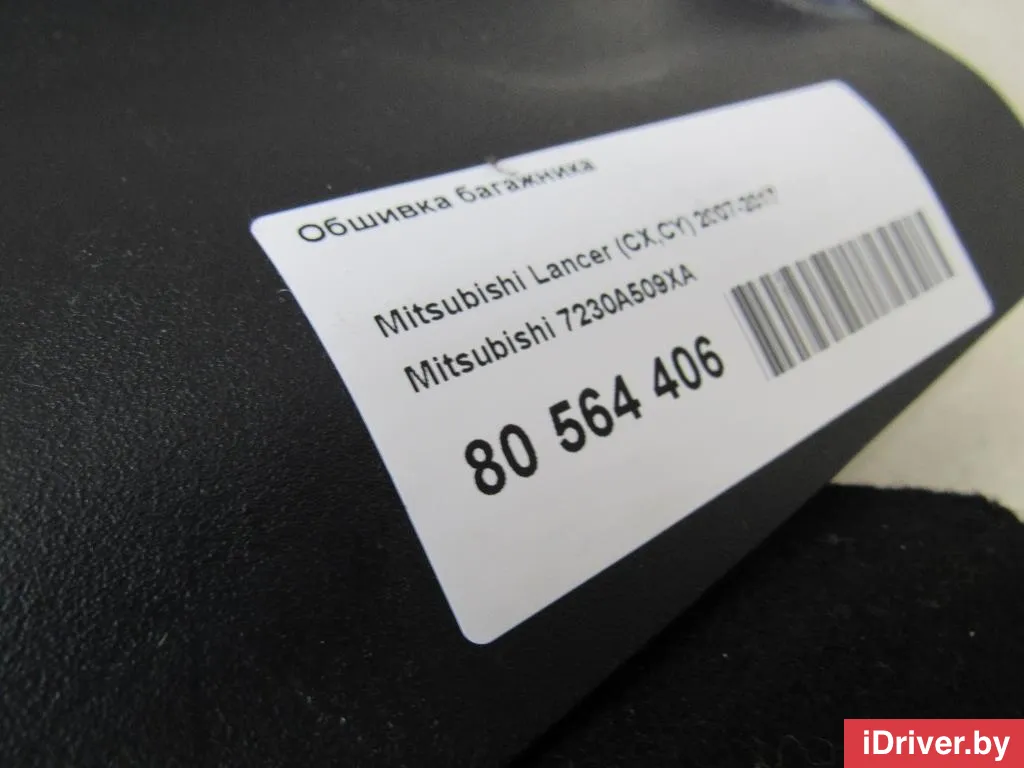 Обшивка багажника
Mitsubishi Lancer (CX,CY) 2007-2017
Mitsubishi 7230A509XA
80 564 406
iDriver.by